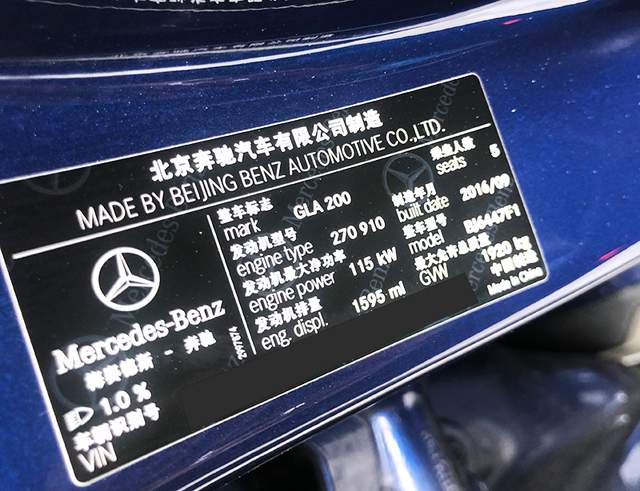 北京奔驰汽车有限公司制造
MADE BY BEIJING BENZ AUTOMOTIVE CO.,LTD.
Mercedes-Benz
梅赛德斯 - 奔驰
1.0 %
车辆识别号
VIN
整车标志
mark GLA 200
发动机型号
engine type 270 910
发动机最大净功率
engine power 115 kW
发动机排量
eng. displ. 1595 ml
乘坐人数
seats 5
制造年月
built date 2016/09
整车型号
model BJ6447F1
最大允许总质量
GVW 1920 kg
中国制造
Made in China